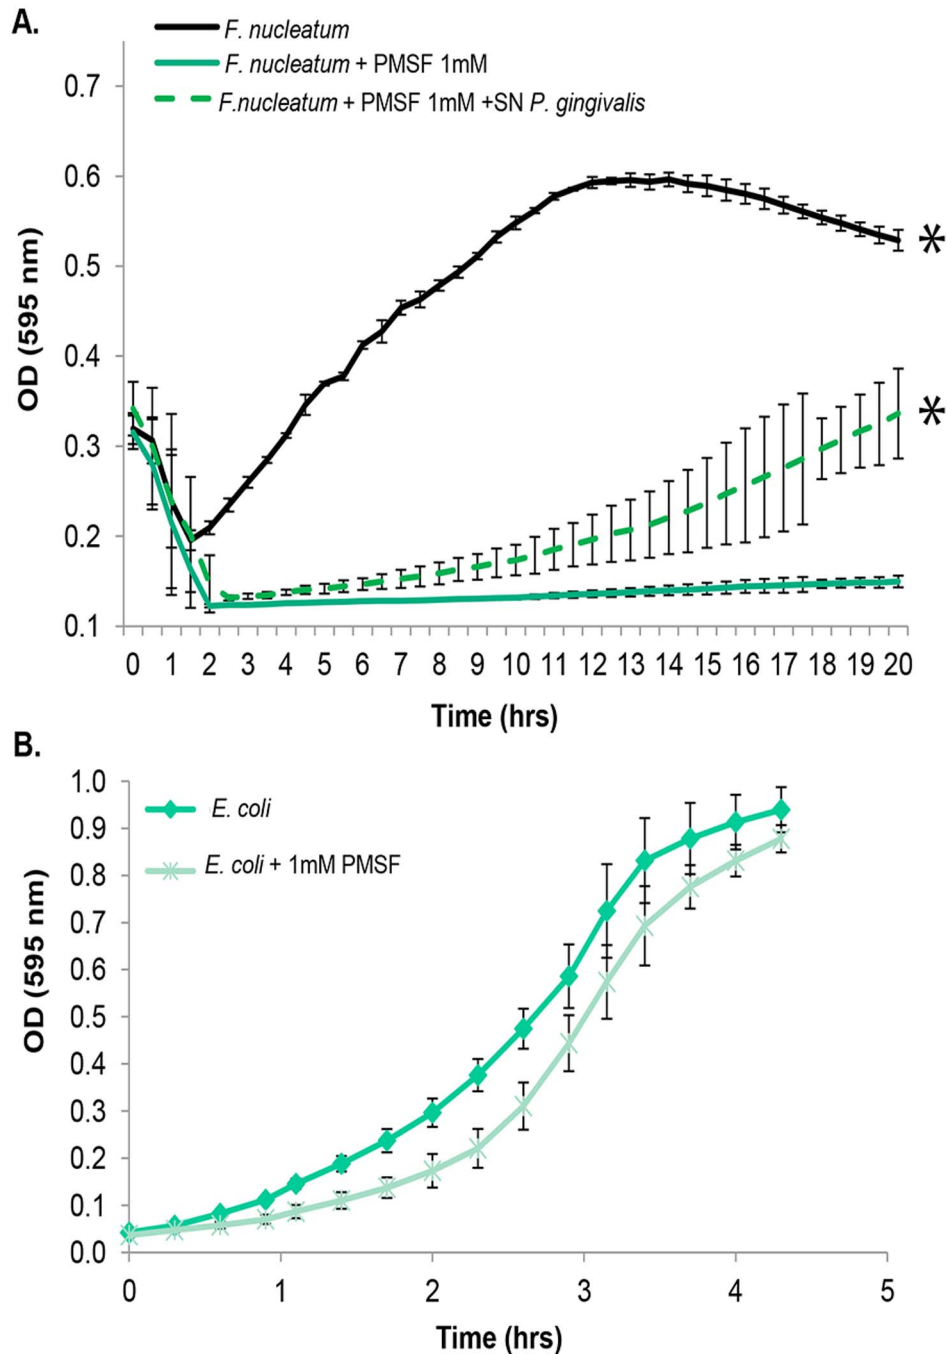 A.
F. nucleatum
F. nucleatum + PMSF 1mM
F.nucleatum + PMSF 1mM +SN P. gingivalis
0.7
0.6
0.5
0.4
0.3
0.2
0.1
OD (595 nm)
*
*
0 1 2 3 4 5 6 7 8 9 10 11 12 13 14 15 16 17 18 19 20
Time (hrs)
B.
E. coli
E. coli + 1mM PMSF
1.0
0.9
0.8
0.7
0.6
0.5
0.4
0.3
0.2
0.1
0.0
OD (595 nm)
0 1 2 3 4 5
Time (hrs)